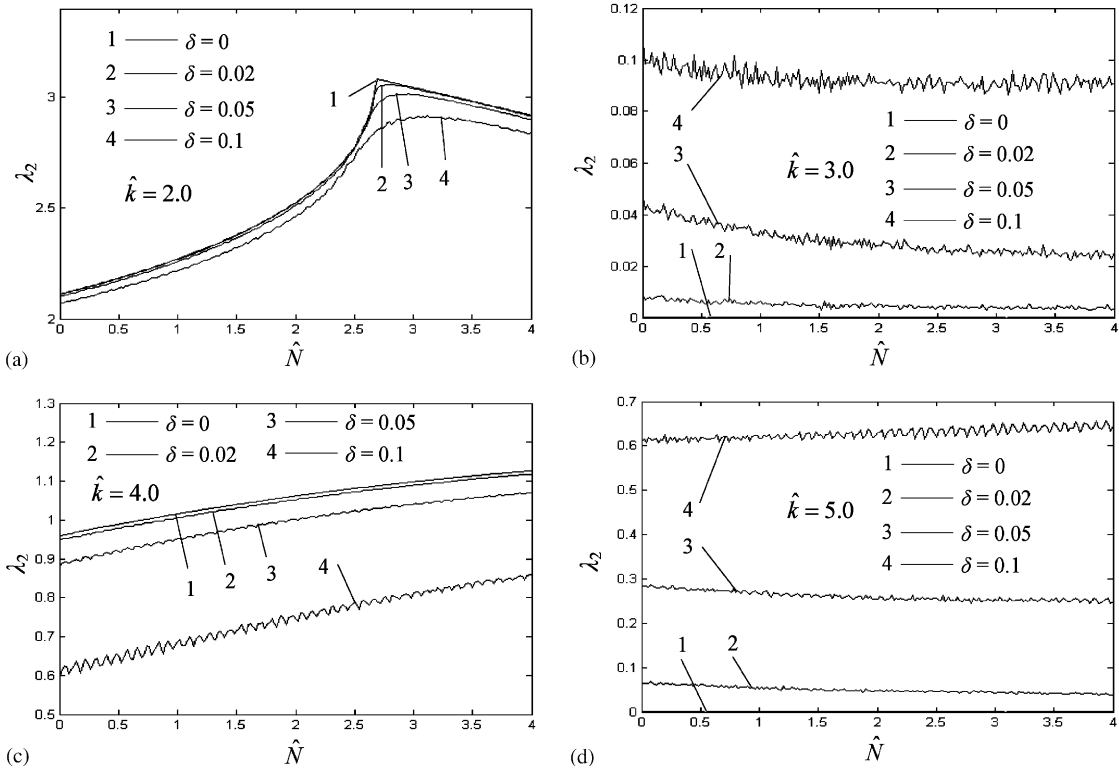 3
2.5
2
λ₂
1 δ = 0
2 δ = 0.02
3 δ = 0.05
4 δ = 0.1
k̂ = 2.0
1
2 3 4
0 0.5 1 1.5 2 2.5 3 3.5 4
(a)
N̂
0.12
0.1
0.08
0.06
0.04
0.02
0
λ₂
4
3
1 2
k̂ = 3.0
1 δ = 0
2 δ = 0.02
3 δ = 0.05
4 δ = 0.1
0 0.5 1 1.5 2 2.5 3 3.5 4
(b)
N̂
1.3
1.2
1.1
1
0.9
0.8
0.7
0.6
0.5
λ₂
1 δ = 0 3 δ = 0.05
2 δ = 0.02 4 δ = 0.1
k̂ = 4.0
1 2 3 4
0 0.5 1 1.5 2 2.5 3 3.5 4
(c)
N̂
0.7
0.6
0.5
0.4
0.3
0.2
0.1
0
λ₂
4
3
1 2
k̂ = 5.0
1 δ = 0
2 δ = 0.02
3 δ = 0.05
4 δ = 0.1
0 0.5 1 1.5 2 2.5 3 3.5 4
(d)
N̂